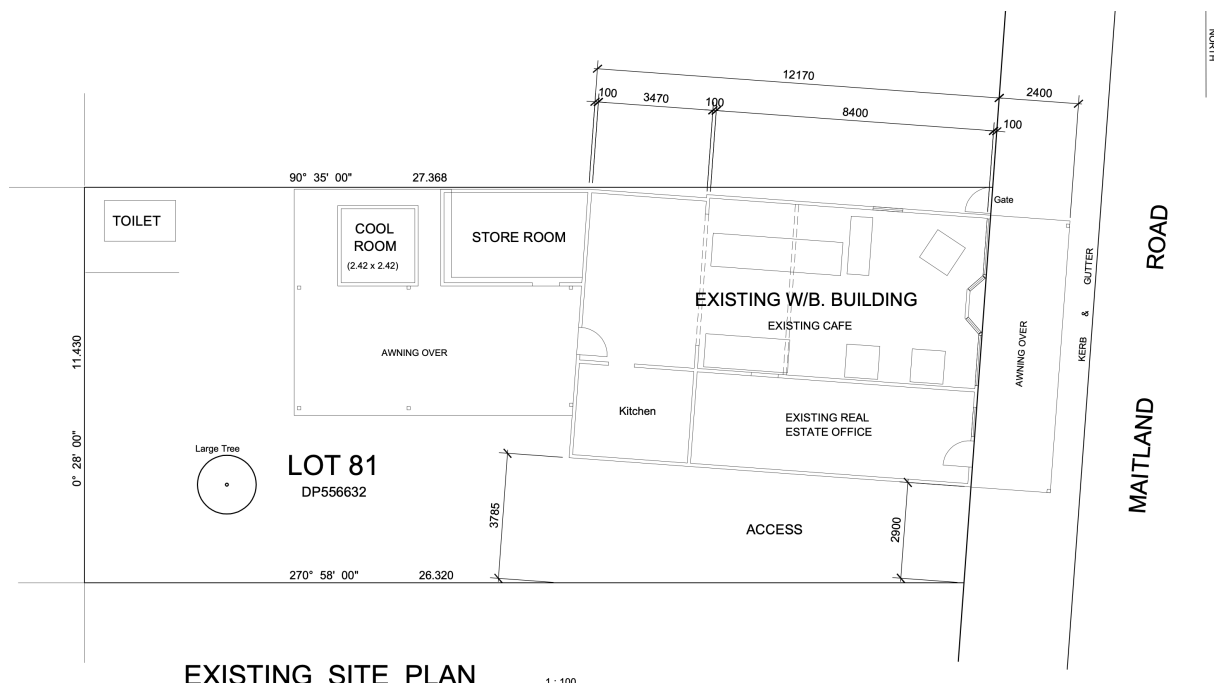 NORTH
12170
2400
100
3470
100
8400
100
90° 35' 00" 27.368
TOILET
COOL
ROOM
(2.42 x 2.42)
STORE ROOM
Gate
ROAD
EXISTING W/B. BUILDING
EXISTING CAFE
KERB & GUTTER
AWNING OVER
AWNING OVER
11.430
0° 28' 00"
Kitchen
EXISTING REAL
ESTATE OFFICE
MAITLAND
Large Tree
LOT 81
DP556632
3785
2900
ACCESS
270° 58' 00" 26.320
EXISTING SITE PLAN
1 : 100